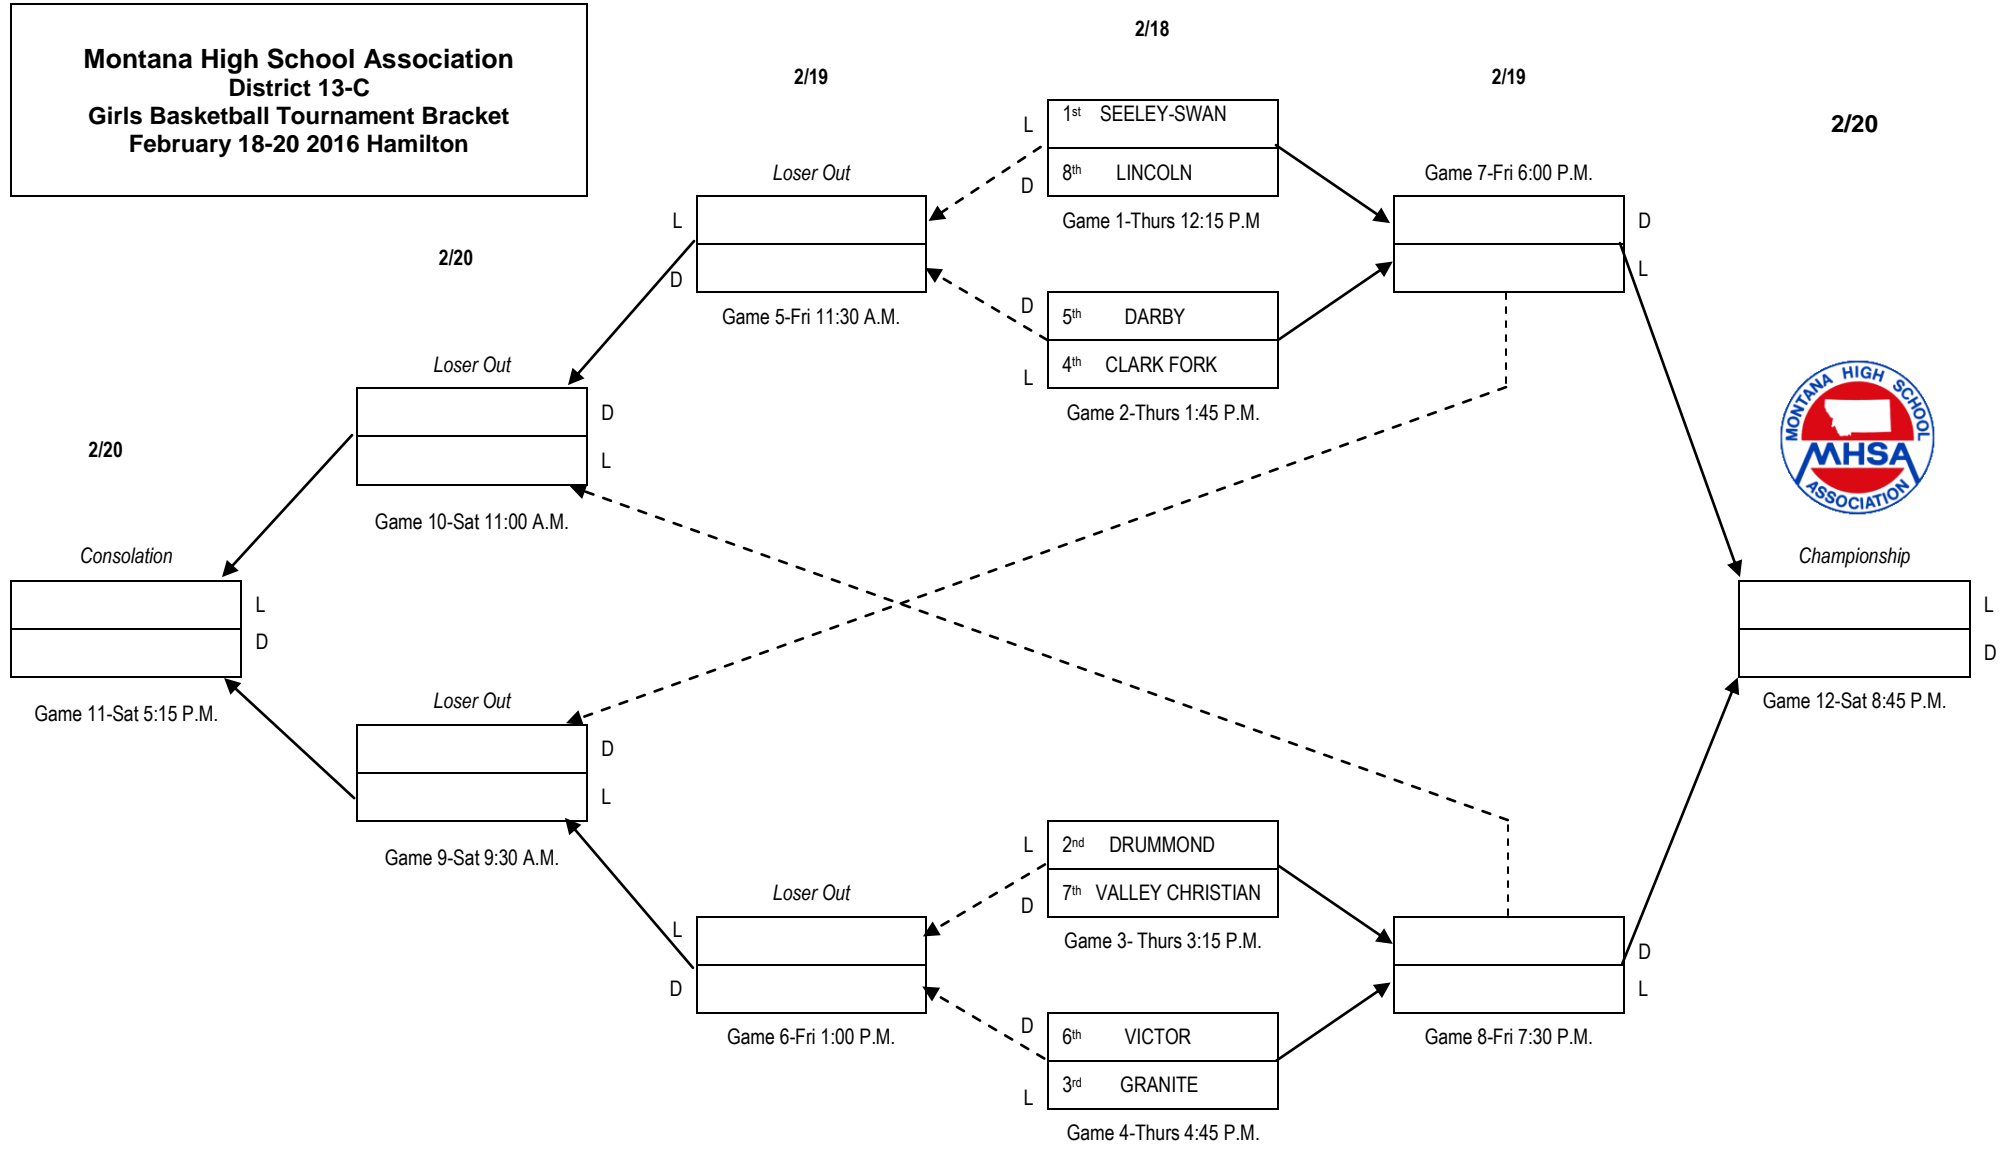 Montana High School Association
District 13-C
Girls Basketball Tournament Bracket
February 18-20 2016 Hamilton
2/18
2/19
2/19
2/20
L
1st SEELEY-SWAN
D
8th LINCOLN
Game 1-Thurs 12:15 P.M
Loser Out
L
D
Game 5-Fri 11:30 A.M.
Game 7-Fri 6:00 P.M.
D
L
2/20
D
5th DARBY
L
4th CLARK FORK
Game 2-Thurs 1:45 P.M.
Loser Out
D
L
Game 10-Sat 11:00 A.M.
MONTANA HIGH SCHOOL
MHSA
ASSOCIATION
2/20
Consolation
L
D
Game 11-Sat 5:15 P.M.
Championship
L
D
Game 12-Sat 8:45 P.M.
Loser Out
D
L
Game 9-Sat 9:30 A.M.
L
2nd DRUMMOND
D
7th VALLEY CHRISTIAN
Game 3- Thurs 3:15 P.M.
Loser Out
L
D
Game 6-Fri 1:00 P.M.
D
L
Game 8-Fri 7:30 P.M.
D
6th VICTOR
L
3rd GRANITE
Game 4-Thurs 4:45 P.M.